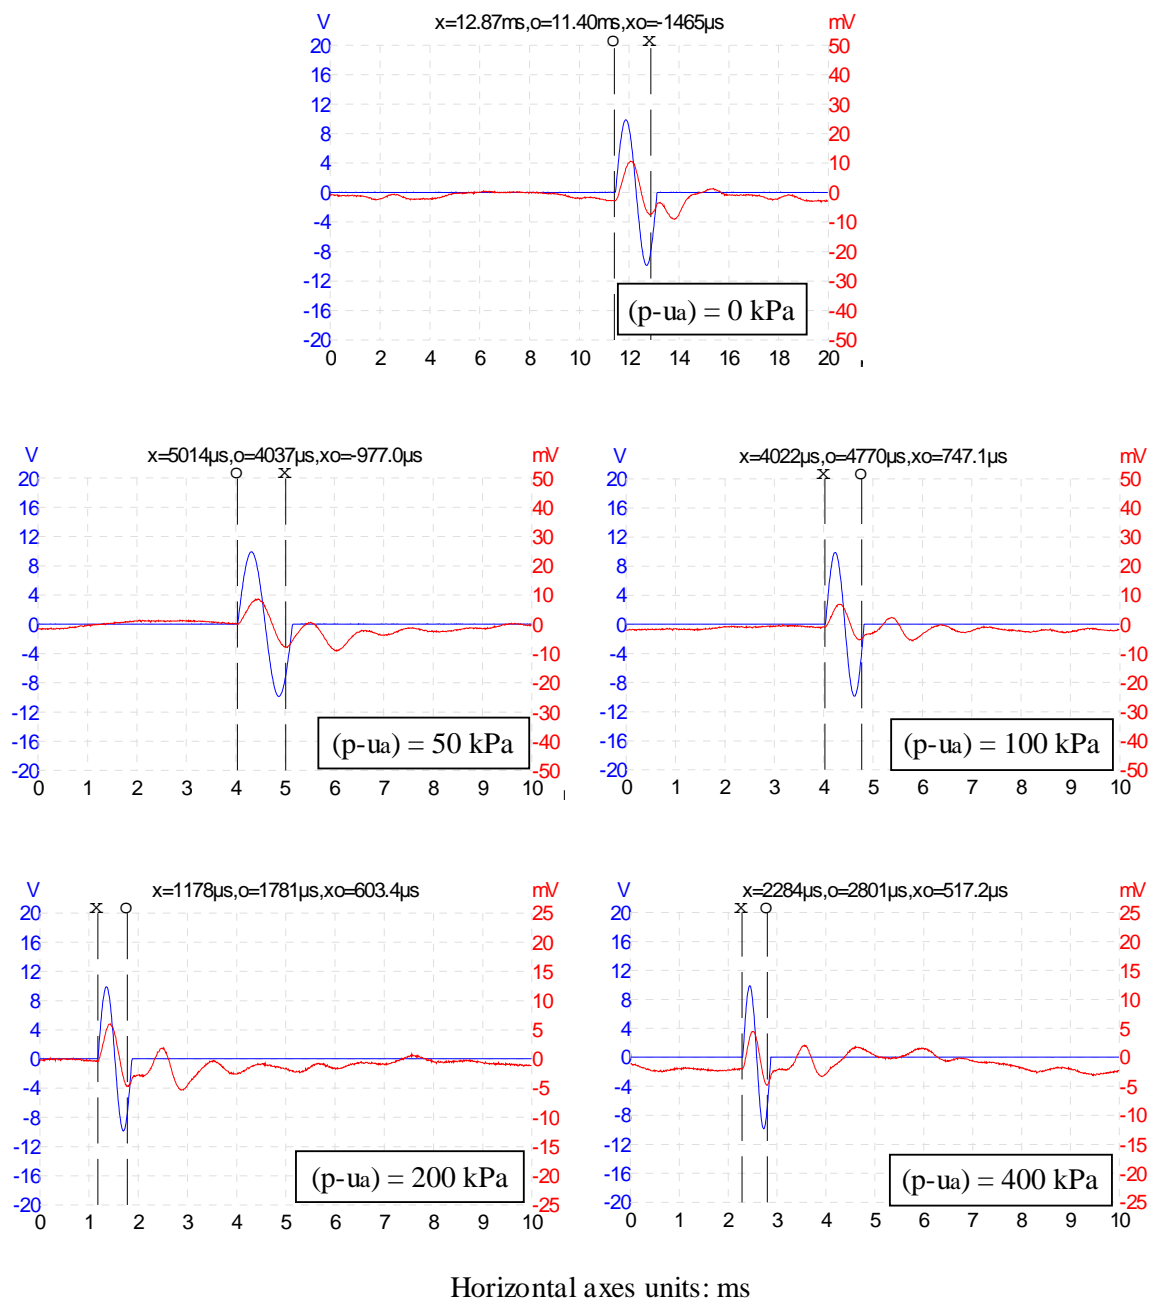 V x=12.87ms,o=11.40ms,xo=-1465µs mV
O X
20 50
16 40
12 30
8 20
4 10
0 0
-4 -10
-8 -20
-12 -30
-16 -40
-20 -50
(p-ua) = 0 kPa
0 2 4 6 8 10 12 14 16 18 20
V x=5014µs,o=4037µs,xo=-977.0µs mV
O X
20 50
16 40
12 30
8 20
4 10
0 0
-4 -10
-8 -20
-12 -30
-16 -40
-20 -50
(p-ua) = 50 kPa
0 1 2 3 4 5 6 7 8 9 10
V x=4022µs,o=4770µs,xo=747.1µs mV
X O
20 50
16 40
12 30
8 20
4 10
0 0
-4 -10
-8 -20
-12 -30
-16 -40
-20 -50
(p-ua) = 100 kPa
0 1 2 3 4 5 6 7 8 9 10
V x=1178µs,o=1781µs,xo=603.4µs mV
X O
20 25
16 20
12 15
8 10
4 5
0 0
-4 -5
-8 -10
-12 -15
-16 -20
-20 -25
(p-ua) = 200 kPa
0 1 2 3 4 5 6 7 8 9 10
V x=2284µs,o=2801µs,xo=517.2µs mV
X O
20 25
16 20
12 15
8 10
4 5
0 0
-4 -5
-8 -10
-12 -15
-16 -20
-20 -25
(p-ua) = 400 kPa
0 1 2 3 4 5 6 7 8 9 10
Horizontal axes units: ms